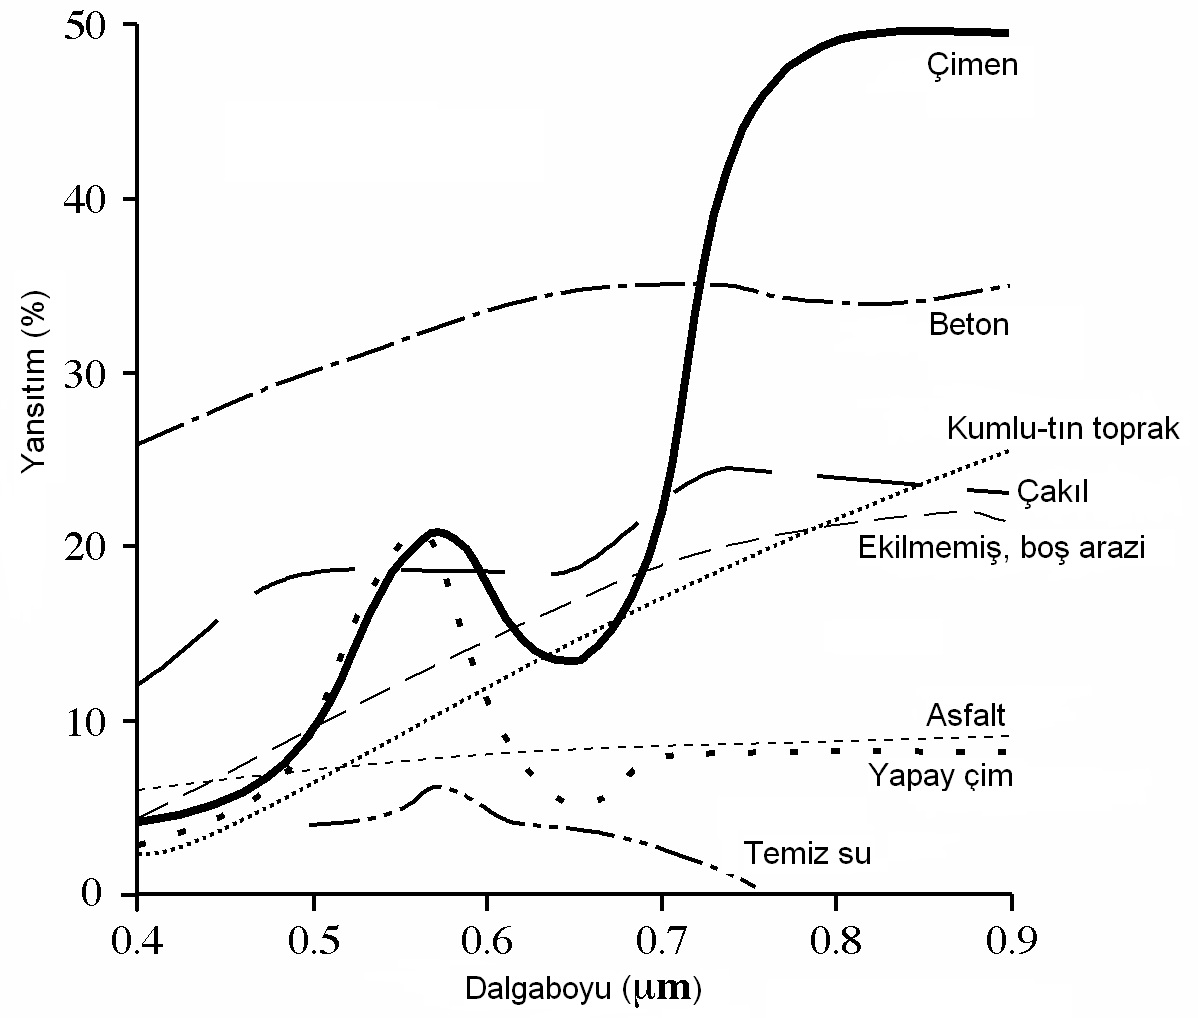 50
Çimen
40
Yansıtım (%)
30
Beton
Kumlu-tın toprak
Çakıl
20
Ekilmemiş, boş arazi
10
Asfalt
Yapay çim
Temiz su
0
0.4 0.5 0.6 0.7 0.8 0.9
Dalgaboyu (μm)